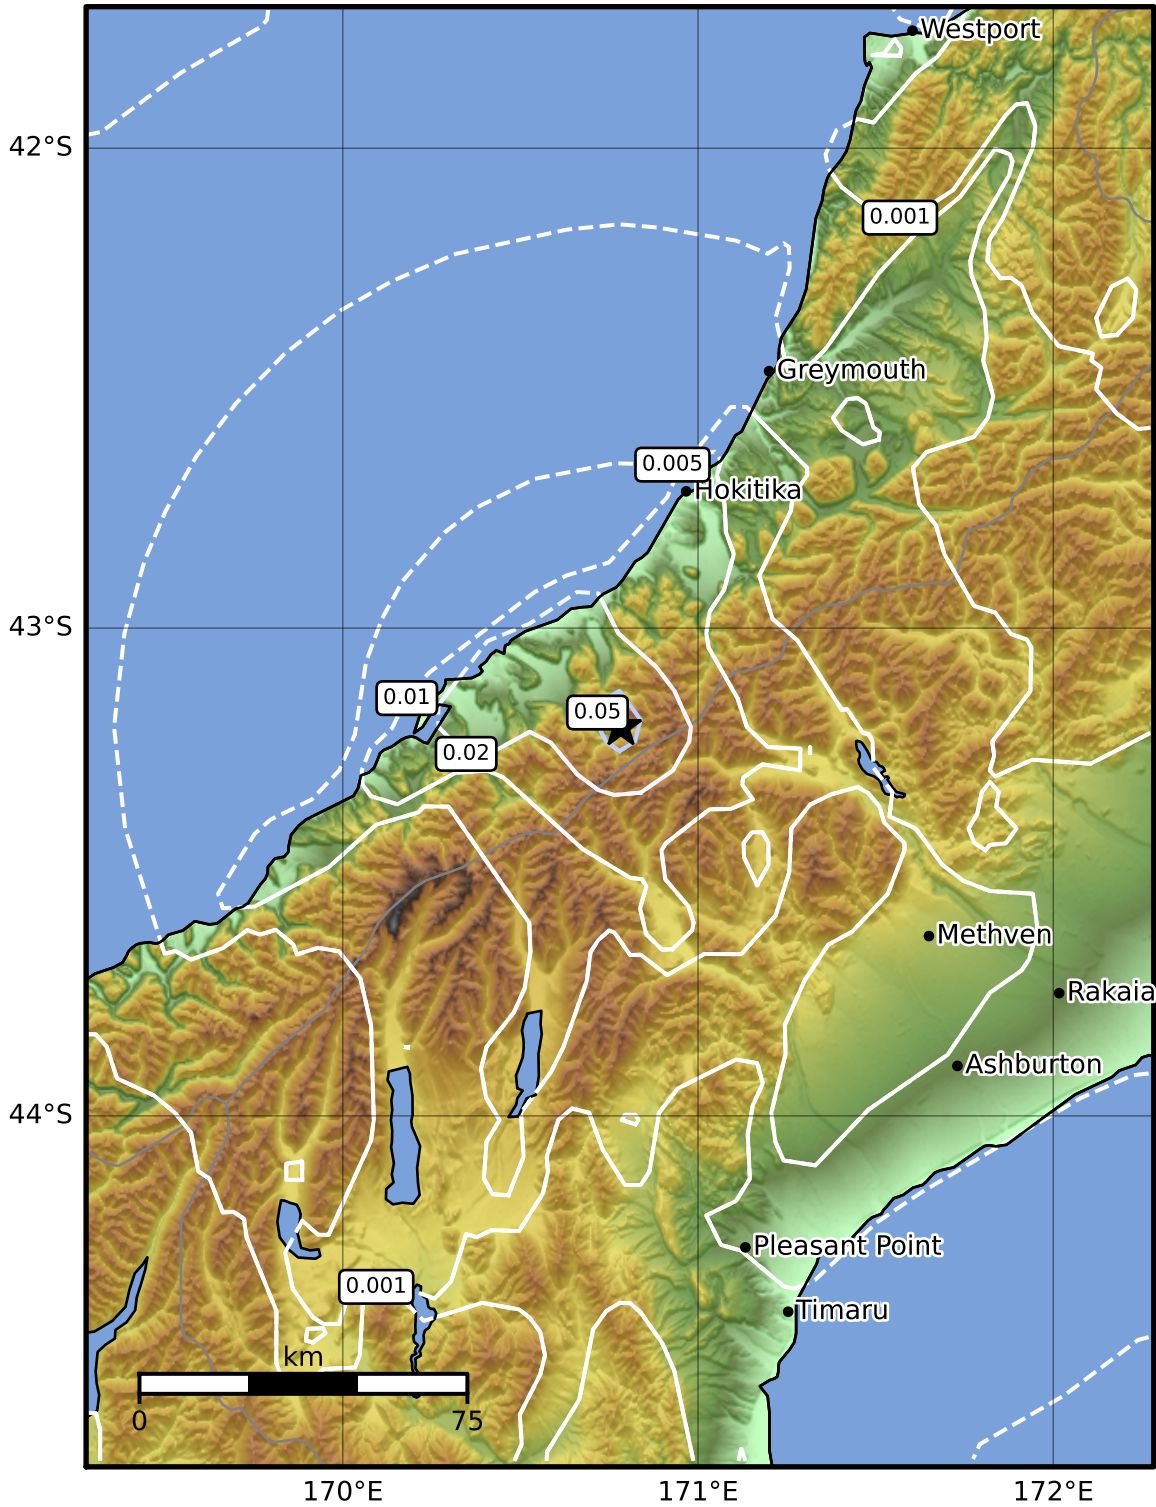 Westport
42°S
0.001
Greymouth
0.005
Hokitika
43°S
0.01
0.05
0.02
Methven
Rakaia
Ashburton
44°S
Pleasant Point
0.001
Timaru
km
0 75
170°E 171°E 172°E